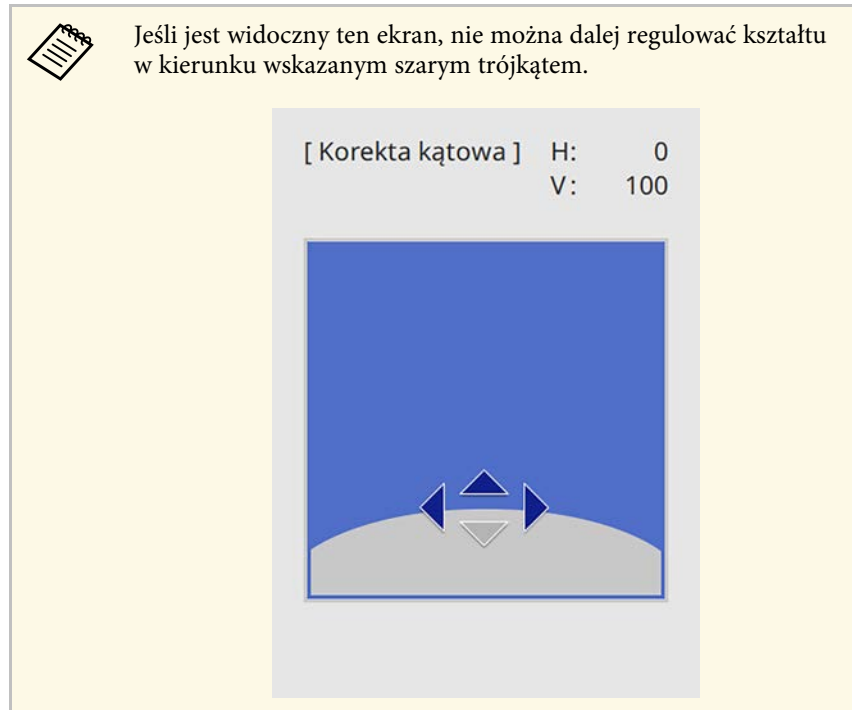 Jeśli jest widoczny ten ekran, nie można dalej regulować kształtu
w kierunku wskazanym szarym trójkątem.
[ Korekta kątowa ] H: 0
V: 100